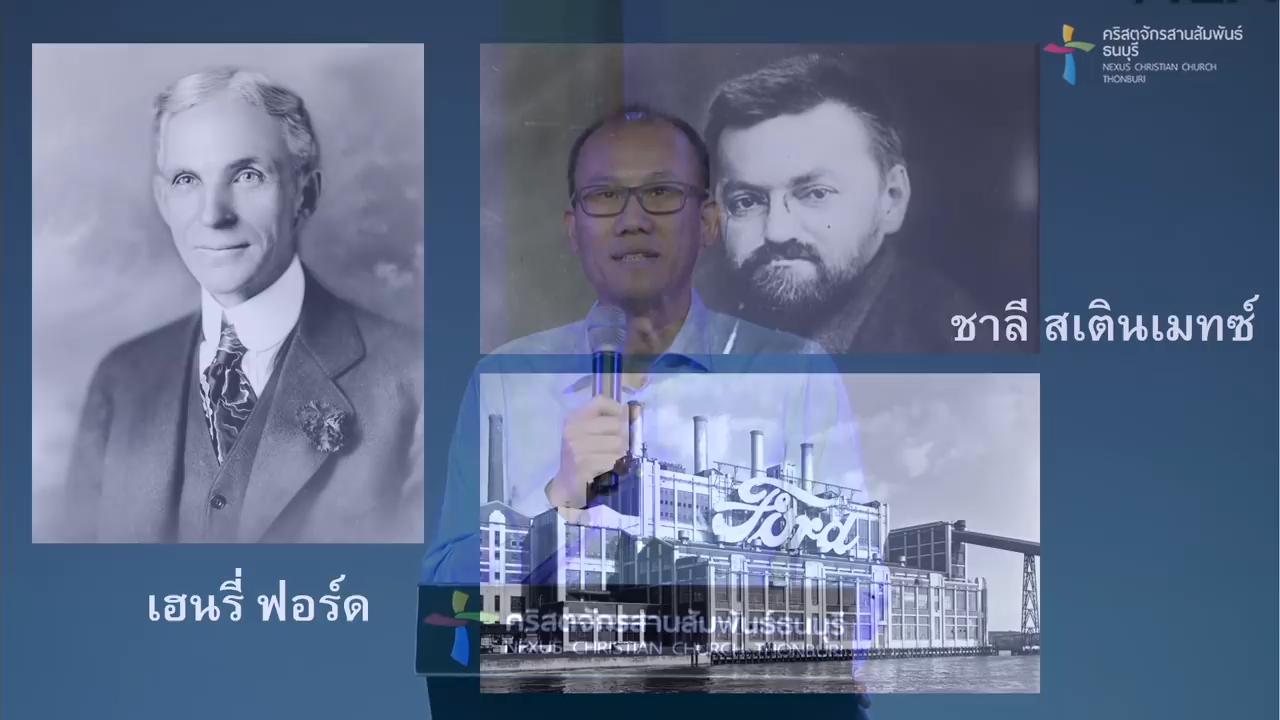 คริสตจักรสานสัมพันธ์
ธนบุรี
NEXUS CHRISTIAN CHURCH
THONBURI
ชาลี สเตินเมทซ์
Ford
เฮนรี่ ฟอร์ด
คริสตจักรสานสัมพันธ์ธนบุรี
NEXUS CHRISTIAN CHURCH THONBURI